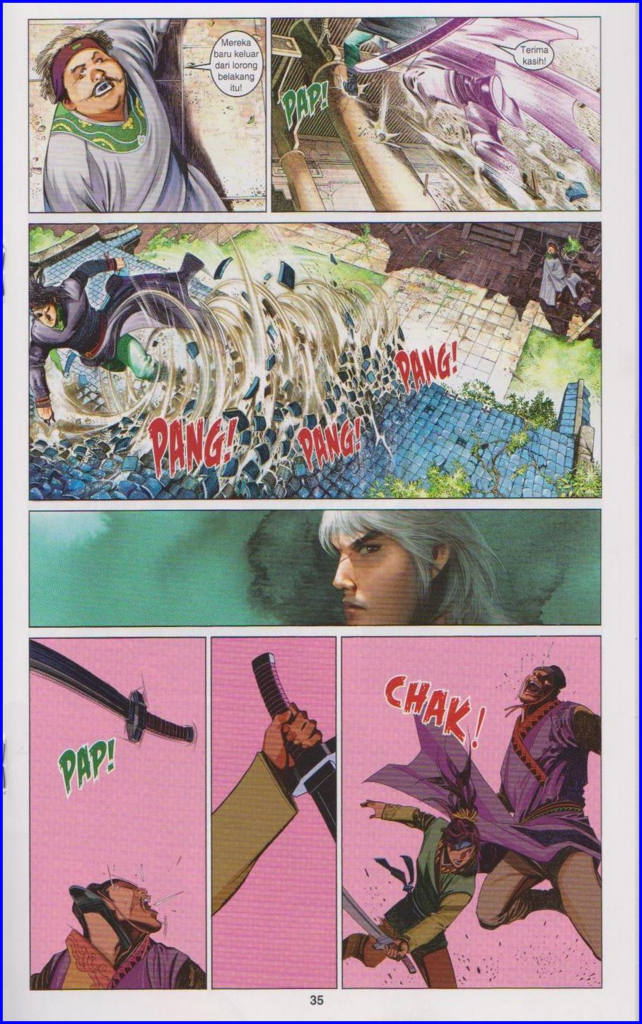 Mereka
baru keluar
dari lorong
belakang
itu!
Terima
kasih!
PAP!
PANG!
PANG!
PANG!
PAP!
CHAK!
35